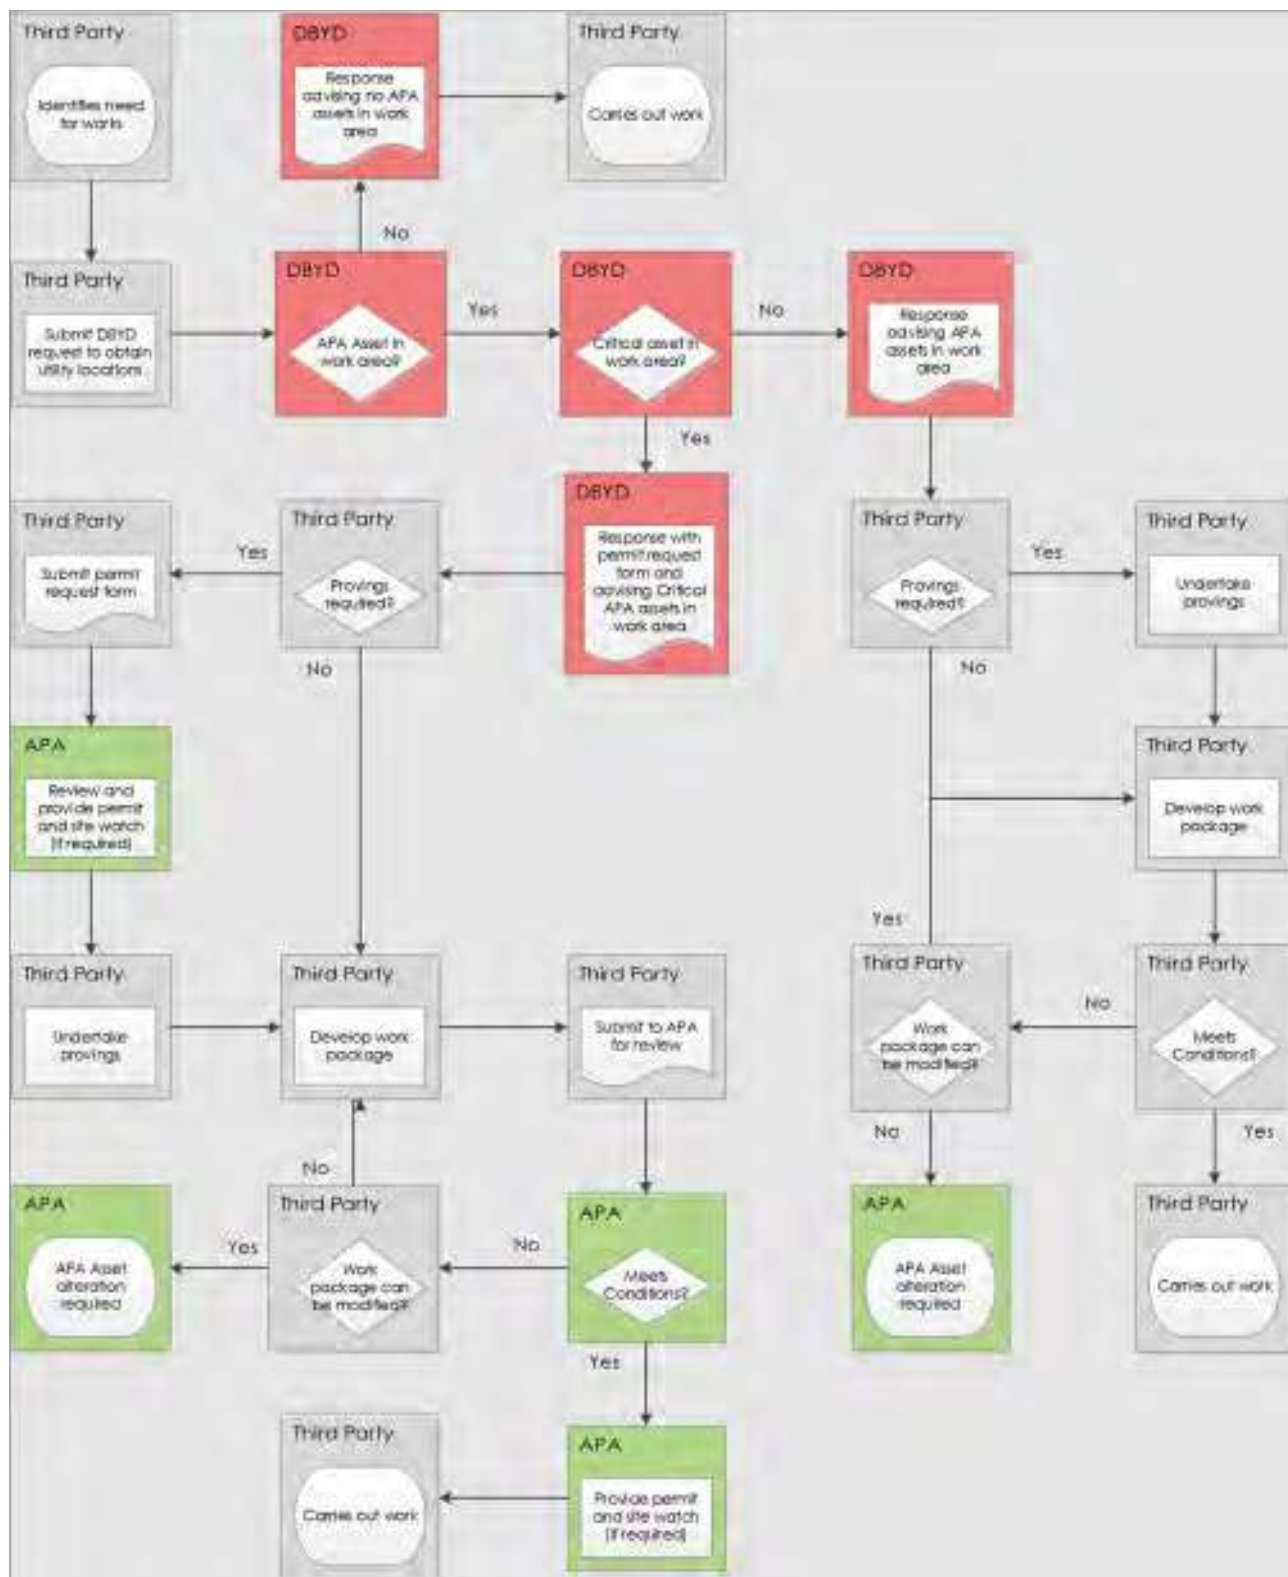 Third Party
Identifies need
for works
DBYD
Response
advising no APA
assets in work
area
Third Party
Carries out work
No
Third Party
Submit DBYD
request to obtain
utility locations
DBYD
APA Asset in
work area?
Yes
DBYD
Critical asset in
work area?
No
DBYD
Response
advising APA
assets in work
area
Yes
Third Party
Submit permit
request form
Yes
Third Party
Provings
required?
No
DBYD
Response with
permit request
form and
advising Critical
APA assets in
work area
Third Party
Provings
required?
Yes
No
Third Party
Undertake
provings
APA
Review and
provide permit
and site watch
(if required)
Third Party
Develop work
package
Third Party
Undertake
provings
Third Party
Develop work
package
Third Party
Submit to APA
for review
Yes
Third Party
Work
package can
be modified?
No
Third Party
Meets
Conditions?
No
No
Yes
APA
APA Asset
alteration
required
Yes
Third Party
Work
package can
be modified?
No
APA
Meets
Conditions?
Yes
APA
APA Asset
alteration
required
Third Party
Carries out work
Third Party
Carries out work
APA
Provide permit
and site watch
(if required)